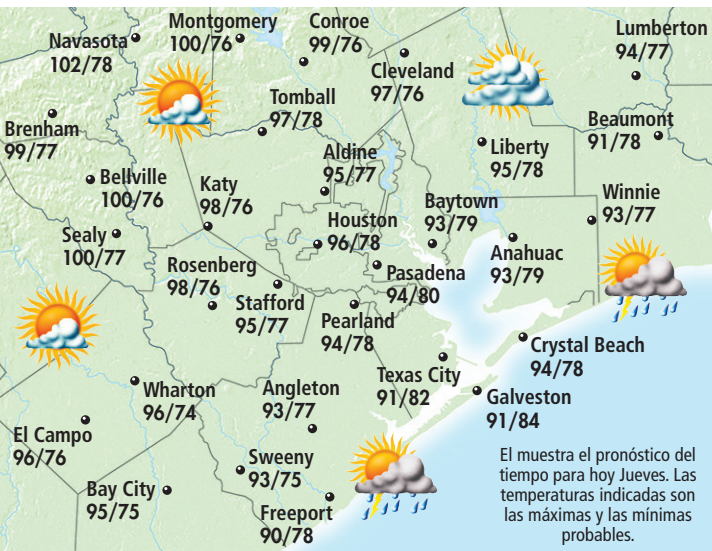 Montgomery
100/76
Conroe
99/76
Lumberton
94/77
Navasota
102/78
Cleveland
97/76
Tomball
97/78
Beaumont
91/78
Brenham
99/77
Liberty
95/78
Aldine
95/77
Bellville
100/76
Katy
98/76
Winnie
93/77
Baytown
93/79
Houston
96/78
Sealy
100/77
Anahuac
93/79
Rosenberg
98/76
Pasadena
94/80
Stafford
95/77
Pearland
94/78
Crystal Beach
94/78
Texas City
91/82
Wharton
96/74
Angleton
93/77
Galveston
91/84
El Campo
96/76
Sweeny
93/75
Bay City
95/75
Freeport
90/78
El muestra el pronóstico del
tiempo para hoy Jueves. Las
temperaturas indicadas son
las máximas y las mínimas
probables.